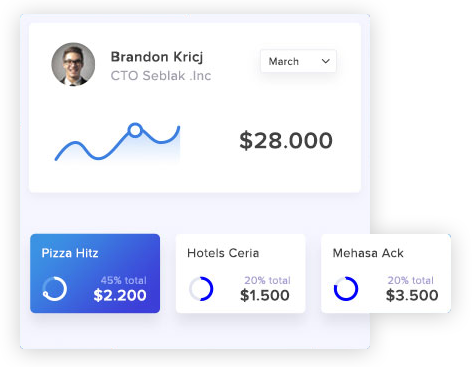 Brandon Kricj
CTO Seblak .Inc
March
$28.000
Pizza Hitz
45% total
$2.200
Hotels Ceria
20% total
$1.500
Mehasa Ack
20% total
$3.500